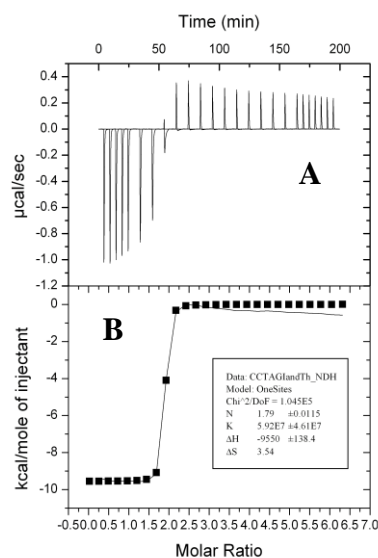 Time (min)
0 50 100 150 200
0.4
0.2
0.0
-0.2
-0.4
-0.6
-0.8
-1.0
-1.2
µcal/sec
A
0
-2
-4
-6
-8
-10
kcal/mole of injectant
B
Data: CCTAGIandTh_NDH
Model: OneSites
Chi^2/DoF = 1.045E5
N 1.79 ±0.0115
K 5.92E7 ±4.61E7
ΔH -9550 ±138.4
ΔS 3.54
-0.5 0.0 0.5 1.0 1.5 2.0 2.5 3.0 3.5 4.0 4.5 5.0 5.5 6.0 6.5
Molar Ratio